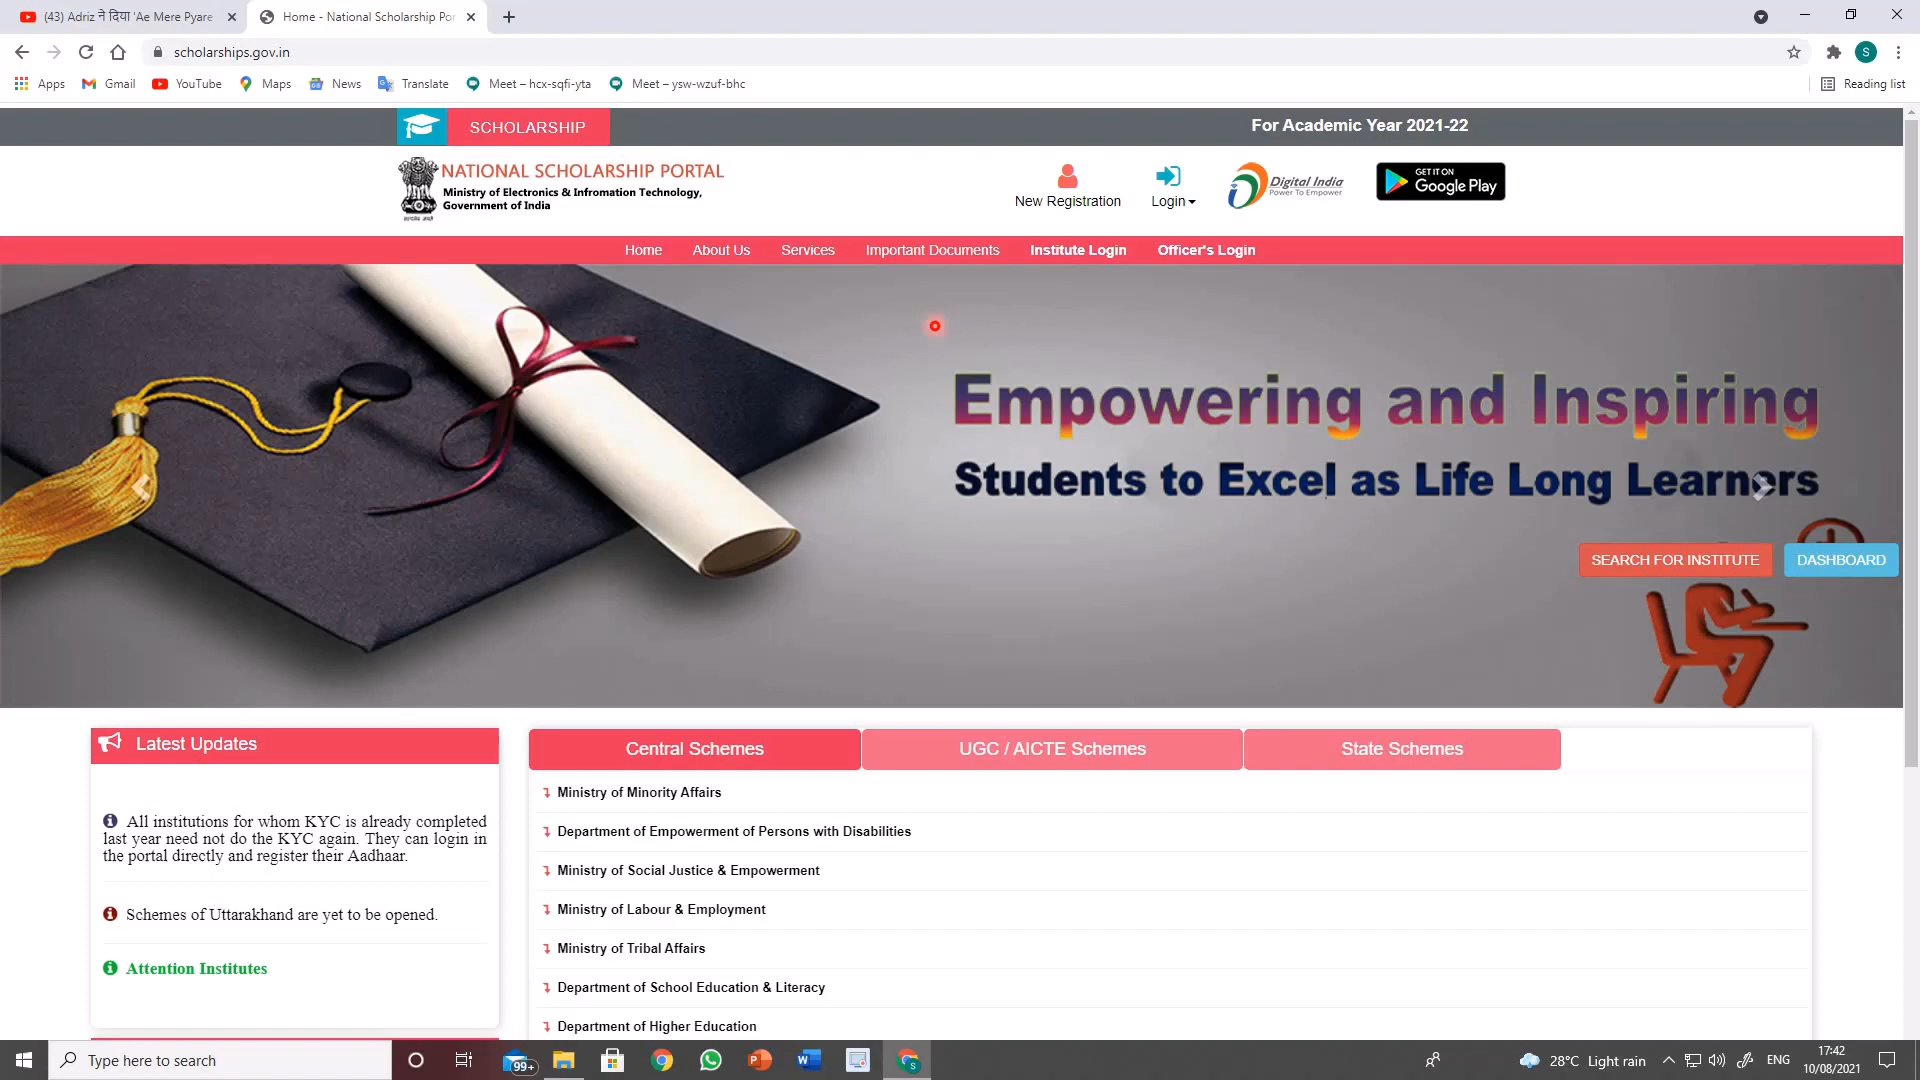 (43) Adriz ने दिया 'Ae Mere Pyare
Home - National Scholarship Por
scholarships.gov.in
S
Apps
Gmail
YouTube
Maps
News
Translate
Meet – hcx-sqfi-yta
Meet – ysw-wzuf-bhc
Reading list
SCHOLARSHIP
For Academic Year 2021-22
NATIONAL SCHOLARSHIP PORTAL
Ministry of Electronics & Infromation Technology,
Government of India
New Registration
Login
Digital India
Power To Empower
GET IT ON
Google Play
Home
About Us
Services
Important Documents
Institute Login
Officer's Login
Empowering and Inspiring
Students to Excel as Life Long Learners
SEARCH FOR INSTITUTE
DASHBOARD
Latest Updates
All institutions for whom KYC is already completed
last year need not do the KYC again. They can login in
the portal directly and register their Aadhaar.
Schemes of Uttarakhand are yet to be opened.
Attention Institutes
Central Schemes
UGC / AICTE Schemes
State Schemes
Ministry of Minority Affairs
Department of Empowerment of Persons with Disabilities
Ministry of Social Justice & Empowerment
Ministry of Labour & Employment
Ministry of Tribal Affairs
Department of School Education & Literacy
Department of Higher Education
Type here to search
99+
28°C Light rain
ENG
17:42
10/08/2021